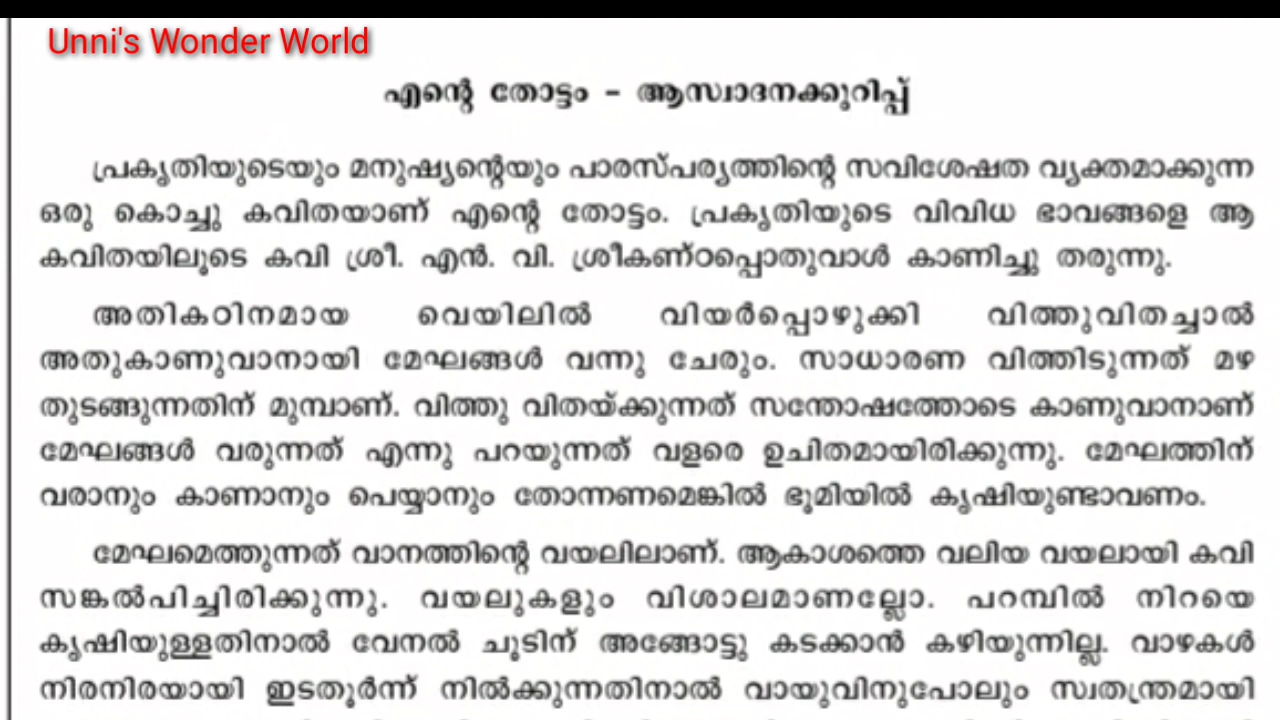 Unni's Wonder World
എന്റെ തോട്ടം – ആസ്വാദനക്കുറിപ്പ്
പ്രകൃതിയുടെയും മനുഷ്യന്റെയും പാരസ്പര്യത്തിന്റെ സവിശേഷത വ്യക്തമാക്കുന്ന
ഒരു കൊച്ചു കവിതയാണ് എന്റെ തോട്ടം. പ്രകൃതിയുടെ വിവിധ ഭാവങ്ങളെ ആ
കവിതയിലൂടെ കവി ശ്രീ. എൻ. വി. ശ്രീകണ്ഠപ്പൊതുവാൾ കാണിച്ചു തരുന്നു.
അതികഠിനമായ വെയിലിൽ വിയർപ്പൊഴുക്കി വിത്തുവിതച്ചാൽ
അതുകാണുവാനായി മേഘങ്ങൾ വന്നു ചേരും. സാധാരണ വിത്തിടുന്നത് മഴ
തുടങ്ങുന്നതിന് മുമ്പാണ്. വിത്തു വിതയ്ക്കുന്നത് സന്തോഷത്തോടെ കാണുവാനാണ്
മേഘങ്ങൾ വരുന്നത് എന്നു പറയുന്നത് വളരെ ഉചിതമായിരിക്കുന്നു. മേഘത്തിന്
വരാനും കാണാനും പെയ്യാനും തോന്നണമെങ്കിൽ ഭൂമിയിൽ കൃഷിയുണ്ടാവണം.
മേഘമെത്തുന്നത് വാനത്തിന്റെ വയലിലാണ്. ആകാശത്തെ വലിയ വയലായി കവി
സങ്കൽപിച്ചിരിക്കുന്നു. വയലുകളും വിശാലമാണല്ലോ. പറമ്പിൽ നിറയെ
കൃഷിയുള്ളതിനാൽ വേനൽ ചൂടിന് അങ്ങോട്ടു കടക്കാൻ കഴിയുന്നില്ല. വാഴകൾ
നിരനിരയായി ഇടതൂർന്ന് നിൽക്കുന്നതിനാൽ വായുവിനുപോലും സ്വതന്ത്രമായി